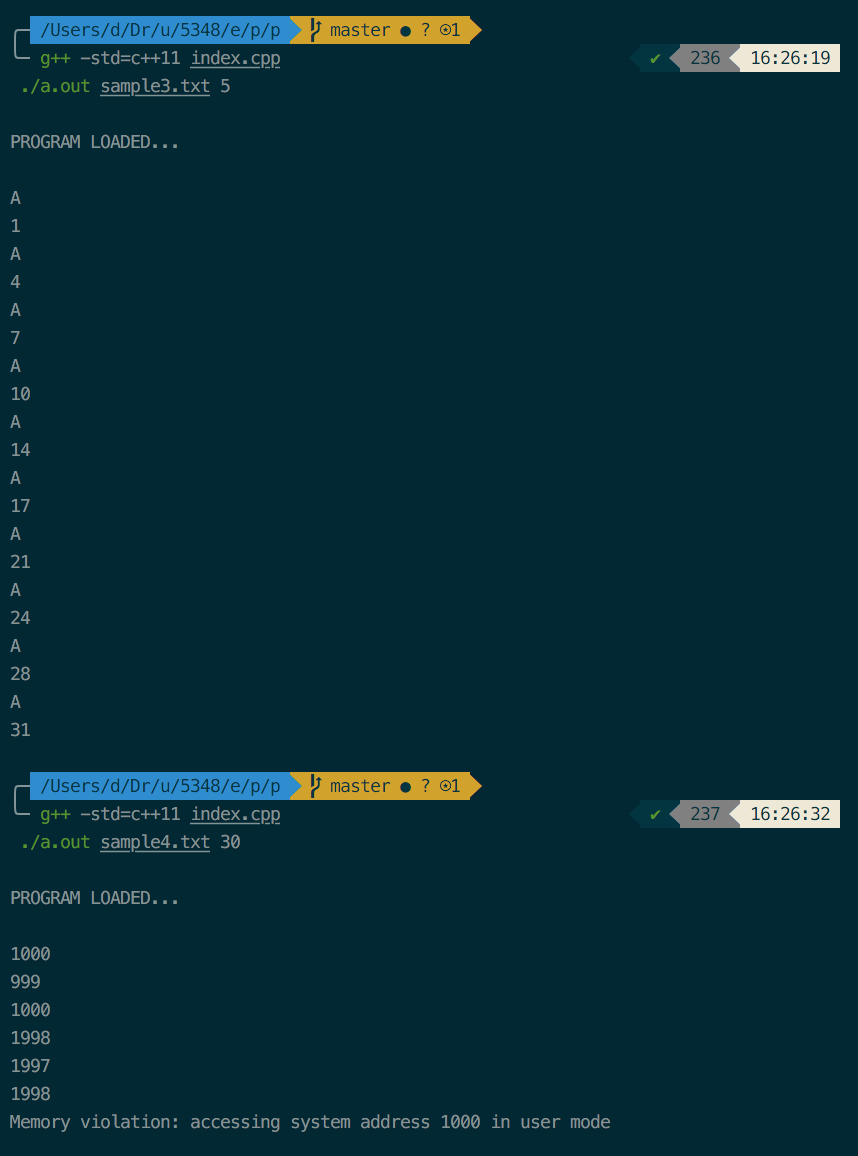 /Users/d/Dr/u/5348/e/p/p master ● ? ⍟1
g++ -std=c++11 index.cpp ✔ 236 16:26:19
./a.out sample3.txt 5
PROGRAM LOADED...
A
1
A
4
A
7
A
10
A
14
A
17
A
21
A
24
A
28
A
31
/Users/d/Dr/u/5348/e/p/p master ● ? ⍟1
g++ -std=c++11 index.cpp ✔ 237 16:26:32
./a.out sample4.txt 30
PROGRAM LOADED...
1000
999
1000
1998
1997
1998
Memory violation: accessing system address 1000 in user mode